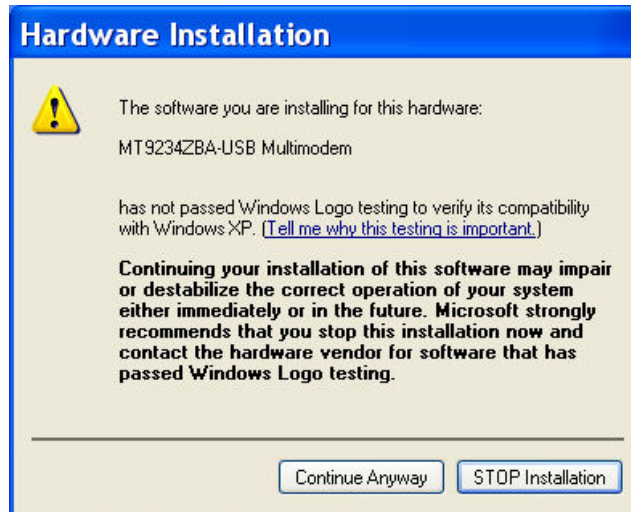 Hardware Installation
The software you are installing for this hardware:
MT9234ZBA-USB Multimodem
has not passed Windows Logo testing to verify its compatibility
with Windows XP. (Tell me why this testing is important.)
Continuing your installation of this software may impair
or destabilize the correct operation of your system
either immediately or in the future. Microsoft strongly
recommends that you stop this installation now and
contact the hardware vendor for software that has
passed Windows Logo testing.
Continue Anyway
STOP Installation